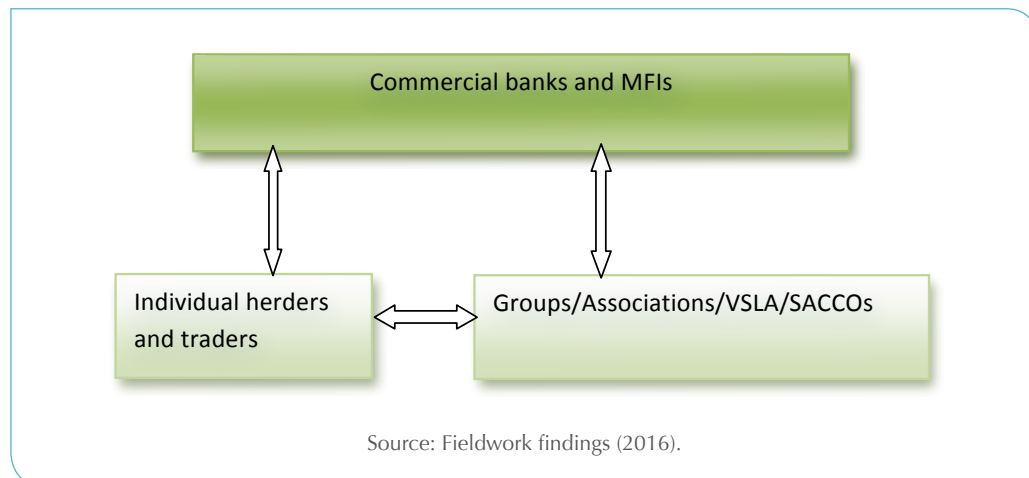 Commercial banks and MFIs
Individual herders
and traders
Groups/Associations/VSLA/SACCOs
Source: Fieldwork findings (2016).